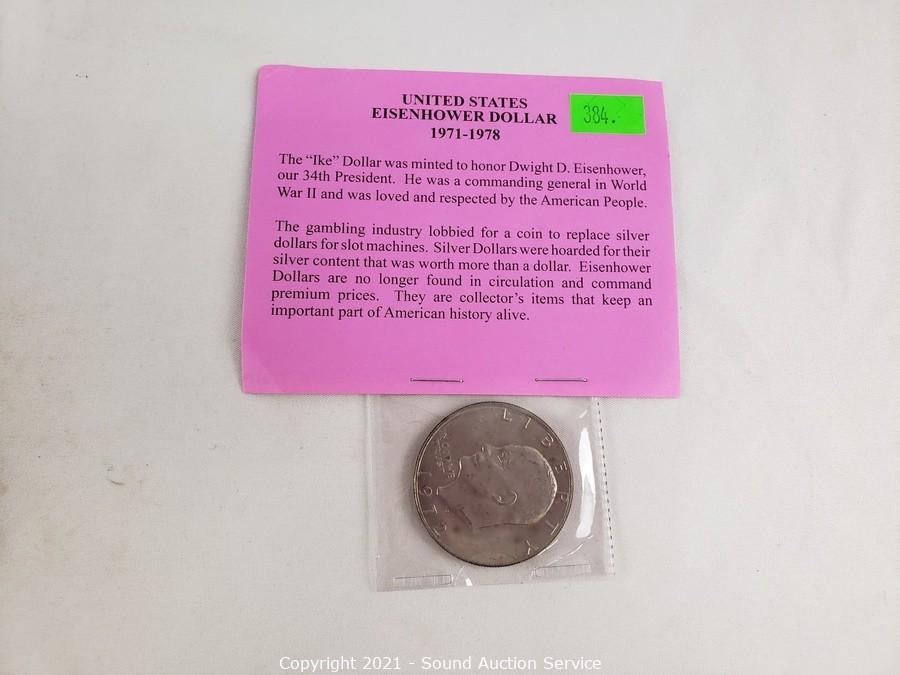 UNITED STATES
EISENHOWER DOLLAR
1971-1978
384.
The “Ike” Dollar was minted to honor Dwight D. Eisenhower,
our 34th President. He was a commanding general in World
War II and was loved and respected by the American People.
The gambling industry lobbied for a coin to replace silver
dollars for slot machines. Silver Dollars were hoarded for their
silver content that was worth more than a dollar. Eisenhower
Dollars are no longer found in circulation and command
premium prices. They are collector's items that keep an
important part of American history alive.
LIBERTY
1972
Copyright 2021 - Sound Auction Service